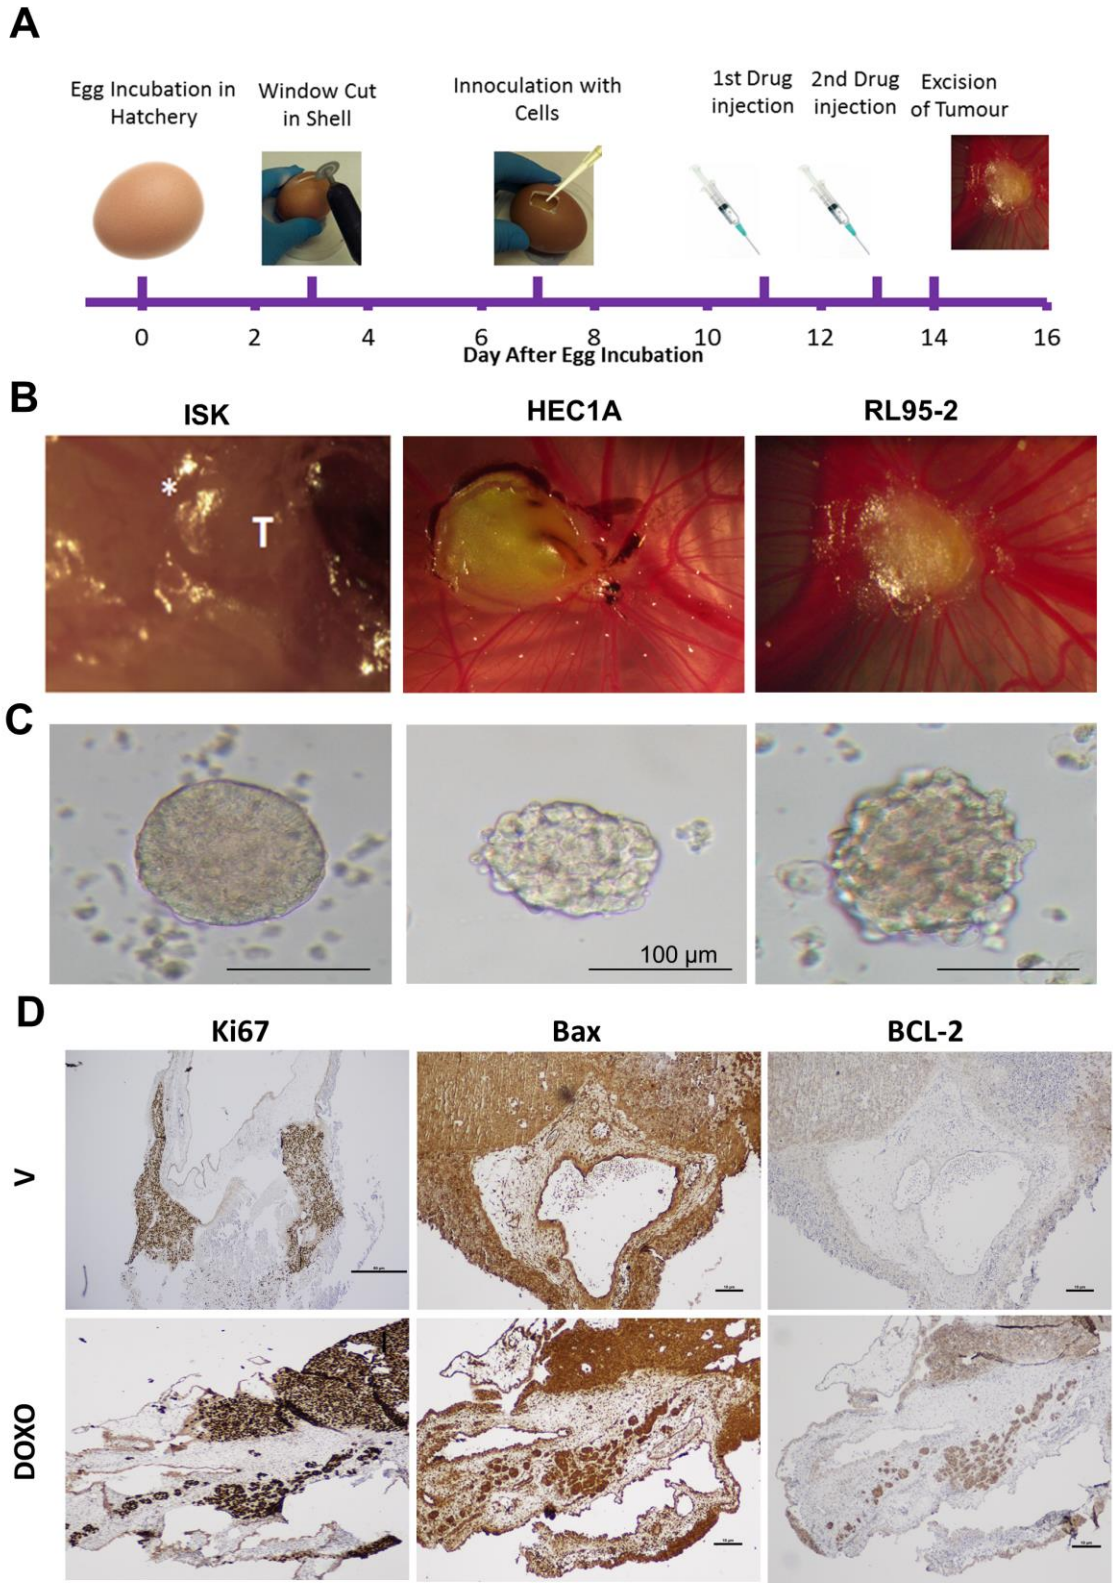 A
Egg Incubation in
Hatchery
Window Cut
in Shell
Innoculation with
Cells
1st Drug
injection
2nd Drug
injection
Excision
of Tumour
0 2 4 6 8 10 12 14 16
Day After Egg Incubation
B
ISK HEC1A RL95-2
*
T
C
100 µm
D
Ki67 Bax BCL-2
V
DOXO